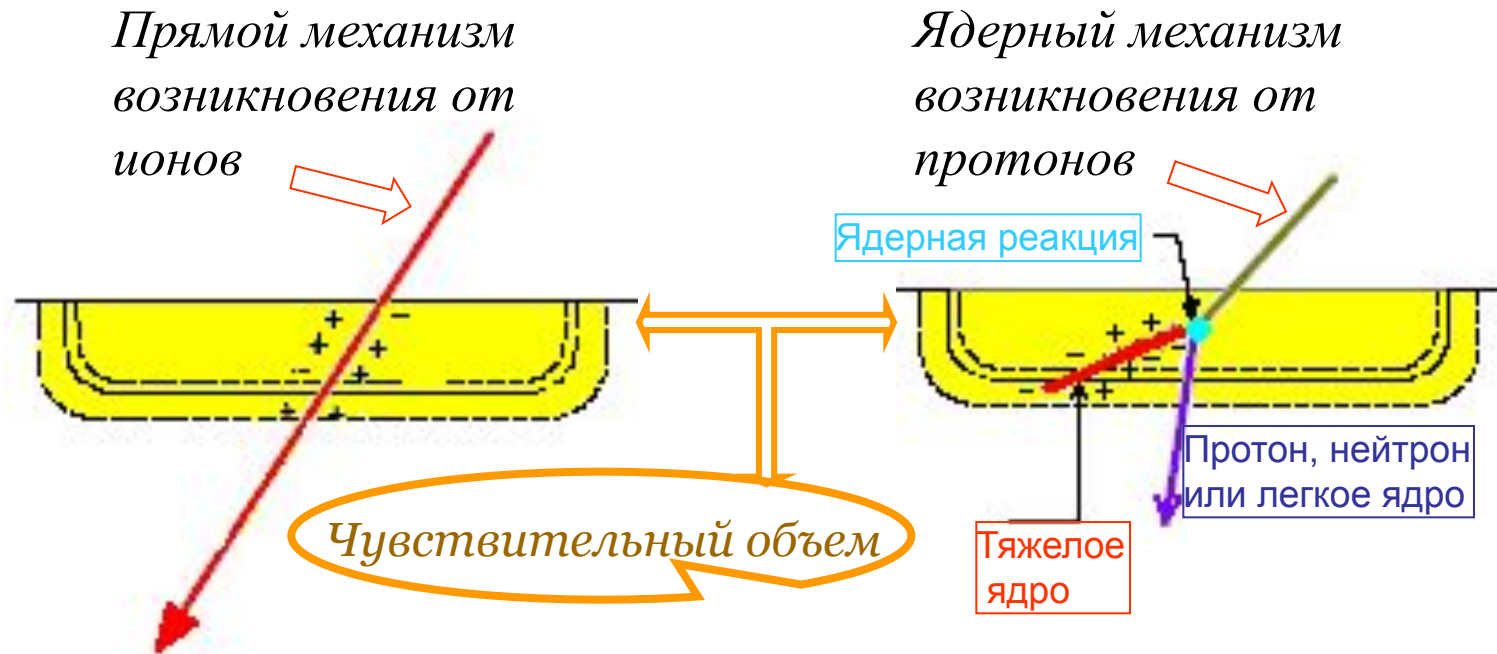 Прямой механизм
возникновения от
ионов
Ядерный механизм
возникновения от
протонов
Ядерная реакция
Протон, нейтрон
или легкое ядро
Чувствительный объем
Тяжелое
ядро